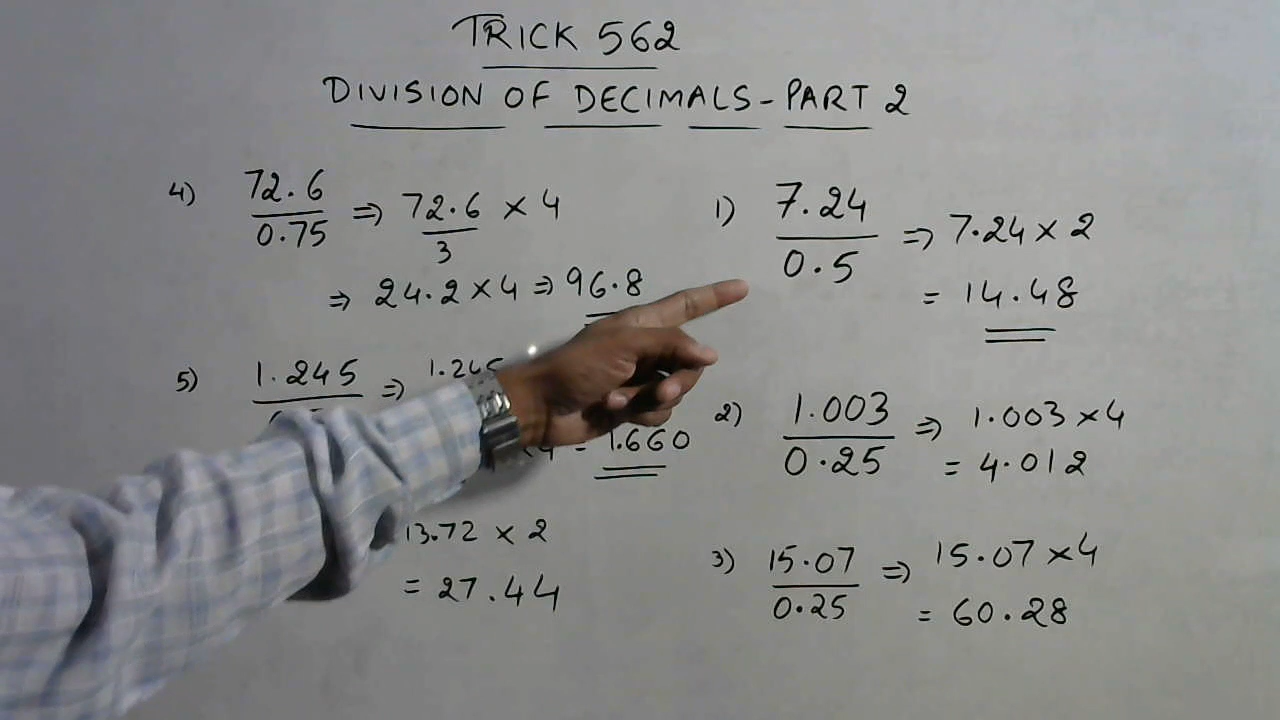 TRICK 562
DIVISION OF DECIMALS - PART 2
4) 72.6
0.75
⇒ 72.6 × 4
3
⇒ 24.2 × 4 ⇒ 96.8
5) 1.245 ⇒
= 1.660
13.72 × 2
= 27.44
1) 7.24
0.5
⇒ 7.24 × 2
= 14.48
2) 1.003
0.25
⇒ 1.003 × 4
= 4.012
3) 15.07
0.25
⇒ 15.07 × 4
= 60.28